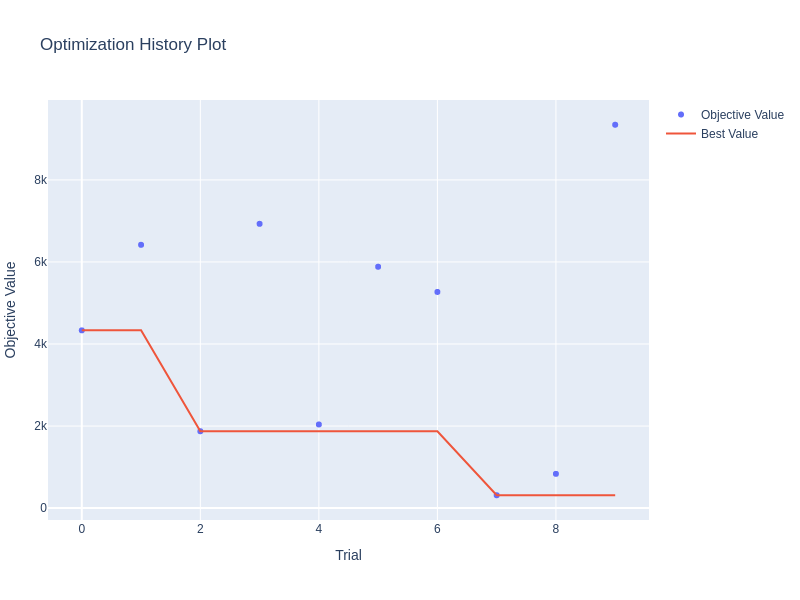 Optimization History Plot
Objective Value
Best Value
8k
6k
4k
2k
0
Objective Value
0 2 4 6 8
Trial